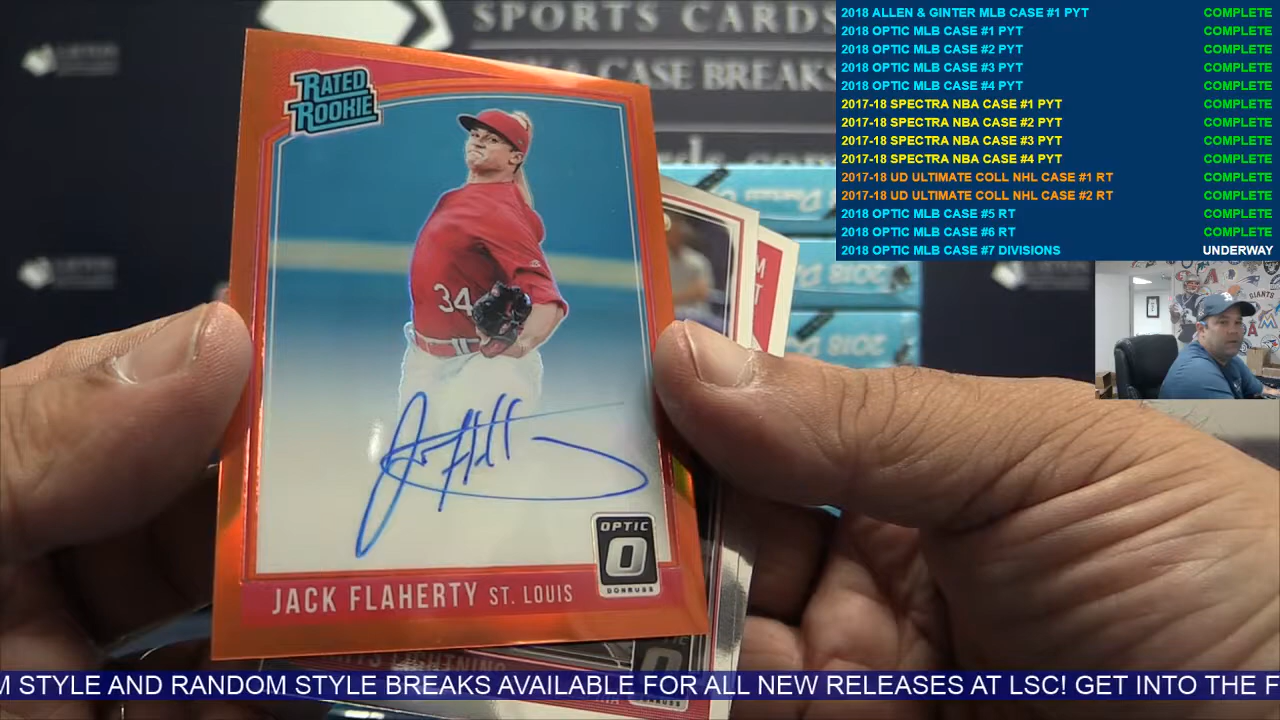 SPORTS CARDS
& CASE BREAKS
2018 ALLEN & GINTER MLB CASE #1 PYT COMPLETE
2018 OPTIC MLB CASE #1 PYT COMPLETE
2018 OPTIC MLB CASE #2 PYT COMPLETE
2018 OPTIC MLB CASE #3 PYT COMPLETE
2018 OPTIC MLB CASE #4 PYT COMPLETE
2017-18 SPECTRA NBA CASE #1 PYT COMPLETE
2017-18 SPECTRA NBA CASE #2 PYT COMPLETE
2017-18 SPECTRA NBA CASE #3 PYT COMPLETE
2017-18 SPECTRA NBA CASE #4 PYT COMPLETE
2017-18 UD ULTIMATE COLL NHL CASE #1 RT COMPLETE
2017-18 UD ULTIMATE COLL NHL CASE #2 RT COMPLETE
2018 OPTIC MLB CASE #5 RT COMPLETE
2018 OPTIC MLB CASE #6 RT COMPLETE
2018 OPTIC MLB CASE #7 DIVISIONS UNDERWAY
RATED
ROOKIE
34
OPTIC
O
DONRUSS
JACK FLAHERTY ST. LOUIS
GIANTS
M STYLE AND RANDOM STYLE BREAKS AVAILABLE FOR ALL NEW RELEASES AT LSC! GET INTO THE F